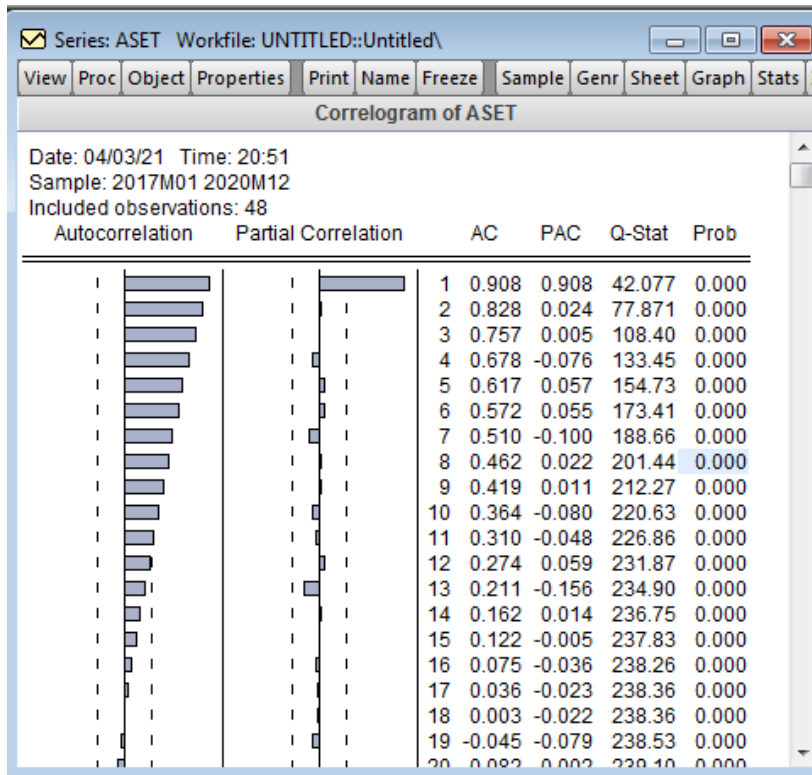 Series: ASET Workfile: UNTITLED::Untitled\
View Proc Object Properties Print Name Freeze Sample Genr Sheet Graph Stats
Correlogram of ASET
Date: 04/03/21 Time: 20:51
Sample: 2017M01 2020M12
Included observations: 48
Autocorrelation Partial Correlation AC PAC Q-Stat Prob
1 0.908 0.908 42.077 0.000
2 0.828 0.024 77.871 0.000
3 0.757 0.005 108.40 0.000
4 0.678 -0.076 133.45 0.000
5 0.617 0.057 154.73 0.000
6 0.572 0.055 173.41 0.000
7 0.510 -0.100 188.66 0.000
8 0.462 0.022 201.44 0.000
9 0.419 0.011 212.27 0.000
10 0.364 -0.080 220.63 0.000
11 0.310 -0.048 226.86 0.000
12 0.274 0.059 231.87 0.000
13 0.211 -0.156 234.90 0.000
14 0.162 0.014 236.75 0.000
15 0.122 -0.005 237.83 0.000
16 0.075 -0.036 238.26 0.000
17 0.036 -0.023 238.36 0.000
18 0.003 -0.022 238.36 0.000
19 -0.045 -0.079 238.53 0.000